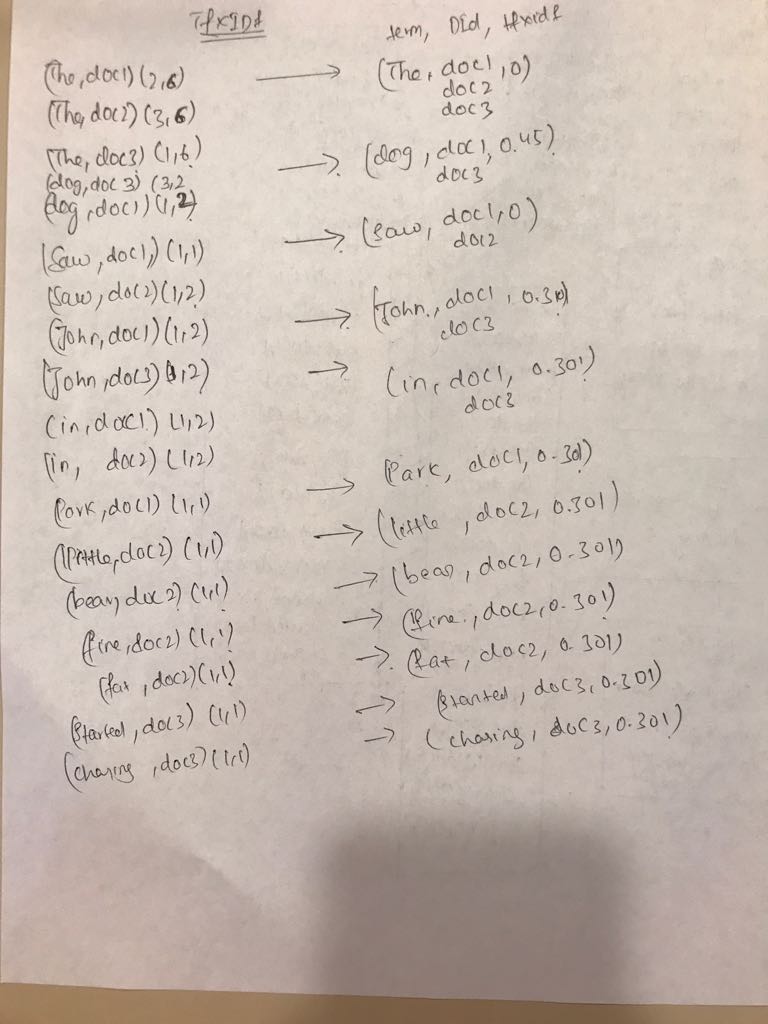 Tf x IDf
term, DId, tfxidf
(The, doc1) (2,6) → (The, doc1, 0)
doc2
(The, doc2) (3,6)
doc3
(The, doc3) (1,6) → (dog, doc1, 0.45)
doc3
(dog, doc 3) (3,2
(dog, doc1) (1,2)
(Saw, doc1,) (1,1) → (Saw, doc1, 0)
doc2
(Saw, doc2) (1,2)
(John, doc1) (1,2) → (John., doc1, 0.301)
doc3
(John, doc3) (1,2) → (in, doc1, 0.301)
doc3
(in, doc1) (1,2)
(in, doc2) (1,2)
(Park, doc1) (1,1) → (Park, doc1, 0.301)
(little, doc2) (1,1) → (little, doc2, 0.301)
(bear, doc2) (1,1) → (bear, doc2, 0.301)
(fine, doc2) (1,1) → (fine., doc2, 0.301)
(fat, doc2) (1,1) → (fat, doc2, 0.301)
(Started, doc3) (1,1) → (Started, doc3, 0.301)
(chasing, doc3) (1,1) → (chasing, doc3, 0.301)